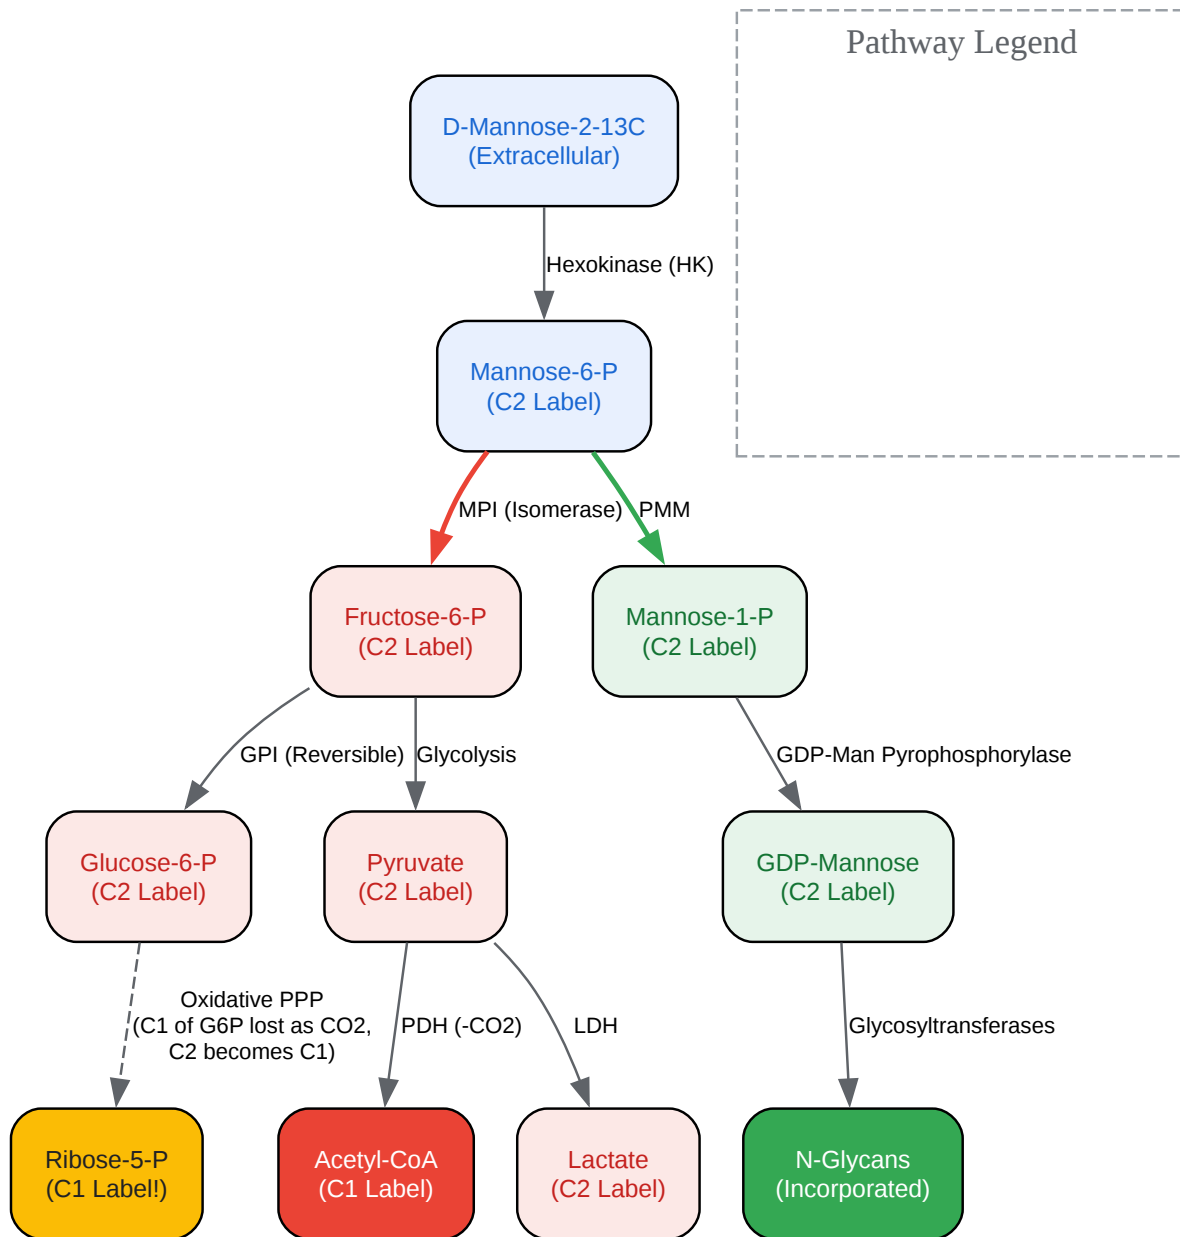 Pathway Legend
D-Mannose-2-13C
(Extracellular)
Hexokinase (HK)
Mannose-6-P
(C2 Label)
MPI (Isomerase)
PMM
Fructose-6-P
(C2 Label)
Mannose-1-P
(C2 Label)
GPI (Reversible)
Glycolysis
GDP-Man Pyrophosphorylase
Glucose-6-P
(C2 Label)
Pyruvate
(C2 Label)
GDP-Mannose
(C2 Label)
Oxidative PPP
(C1 of G6P lost as CO2,
C2 becomes C1)
PDH (-CO2)
LDH
Glycosyltransferases
Ribose-5-P
(C1 Label!)
Acetyl-CoA
(C1 Label)
Lactate
(C2 Label)
N-Glycans
(Incorporated)